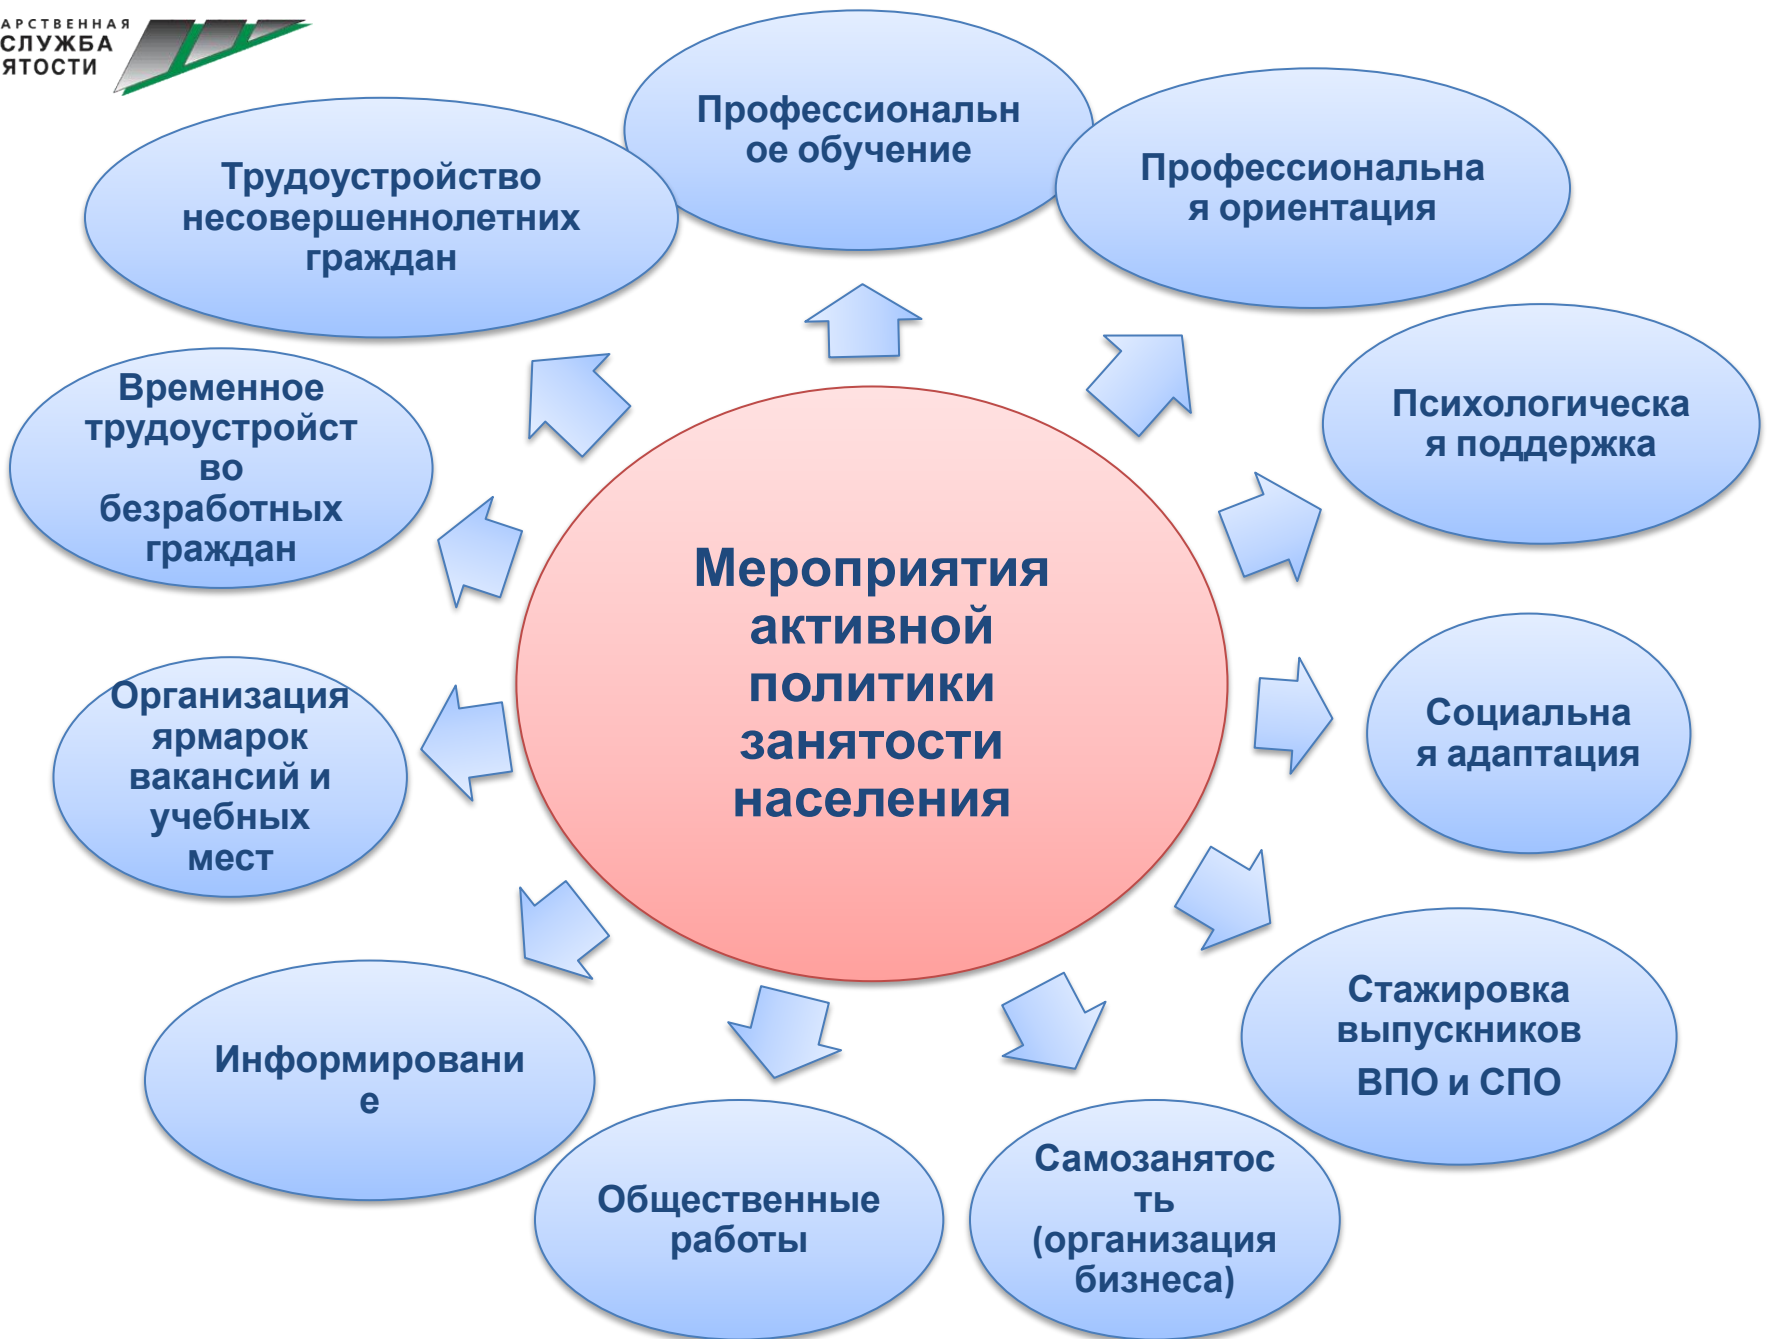 АРСТВЕННАЯ
СЛУЖБА
ЯТОСТИ
Профессиональн
ое обучение
Профессиональна
я ориентация
Психологическа
я поддержка
Социальна
я адаптация
Стажировка
выпускников
ВПО и СПО
Самозанятос
ть
(организация
бизнеса)
Общественные
работы
Информировани
е
Организация
ярмарок
вакансий и
учебных
мест
Временное
трудоустройст
во
безработных
граждан
Трудоустройство
несовершеннолетних
граждан
Мероприятия
активной
политики
занятости
населения